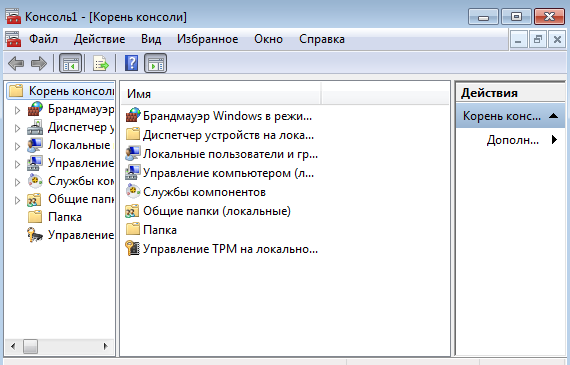 Консоль1 - [Корень консоли]
Файл Действие Вид Избранное Окно Справка
Корень консоли
Брандмауэр
Диспетчер у
Локальные
Управление
Службы ком
Общие папк
Папка
Управление
Имя
Брандмауэр Windows в режи...
Диспетчер устройств на лока...
Локальные пользователи и гр...
Управление компьютером (л...
Службы компонентов
Общие папки (локальные)
Папка
Управление TPM на локально...
Действия
Корень конс...
Дополн...